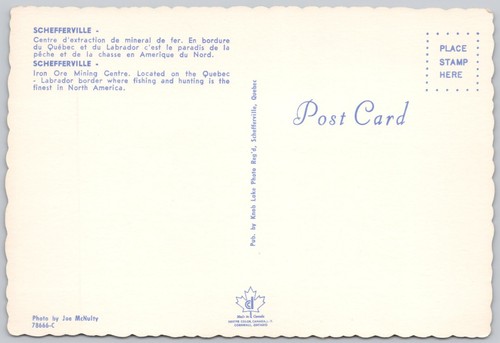 SCHEFFERVILLE -
Centre d'extraction de mineral de fer. En bordure
du Québec et du Labrador c'est le paradis de la
pêche et de la chasse en Amerique du Nord.
SCHEFFERVILLE -
Iron Ore Mining Centre. Located on the Quebec
- Labrador border where fishing and hunting is the
finest in North America.
PLACE
STAMP
HERE
Post Card
Pub. by Knob Lake Photo Reg'd, Schefferville, Quebec
Photo by Joe McNulty
78666-C
Made in Canada